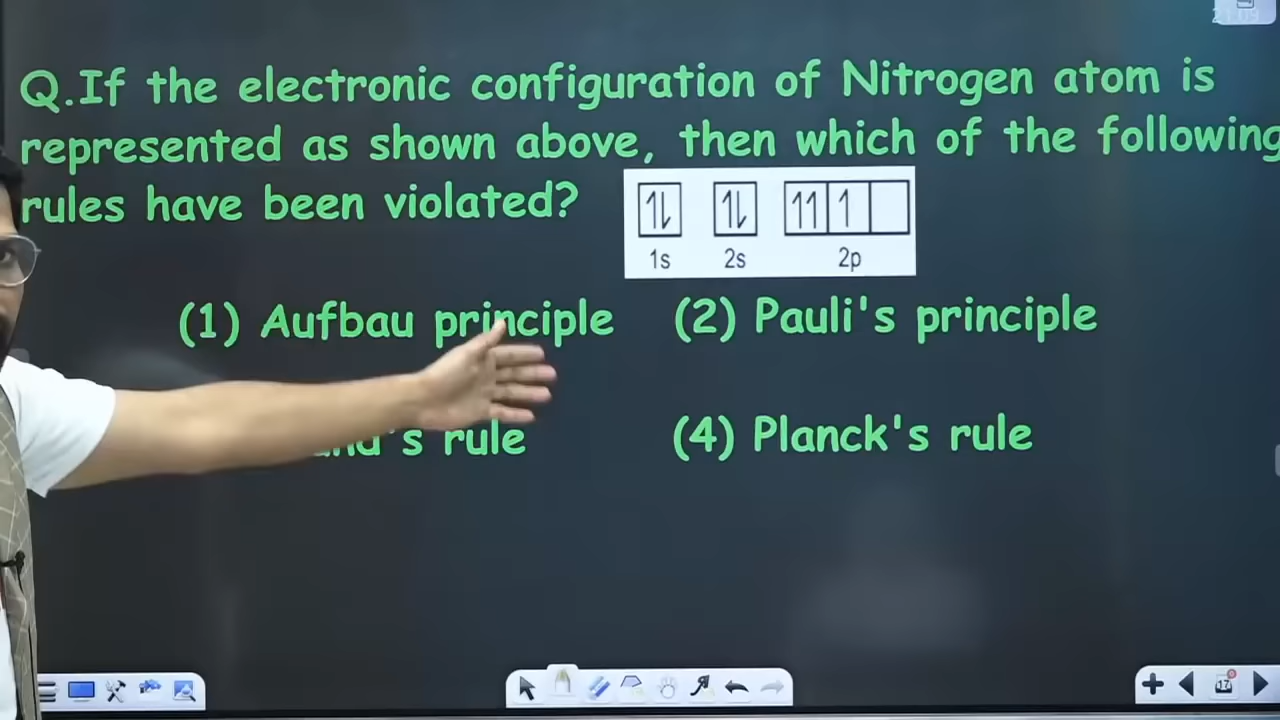 Q.If the electronic configuration of Nitrogen atom is
represented as shown above, then which of the following
rules have been violated?
1s 2s 2p
(1) Aufbau principle (2) Pauli's principle
rule (4) Planck's rule
17